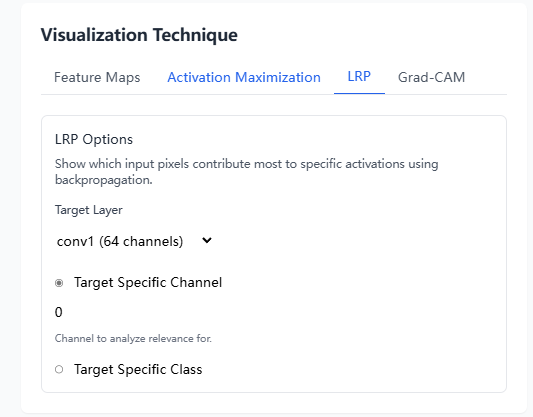 Visualization Technique
Feature Maps Activation Maximization LRP Grad-CAM
LRP Options
Show which input pixels contribute most to specific activations using
backpropagation.
Target Layer
conv1 (64 channels)
Target Specific Channel
0
Channel to analyze relevance for.
Target Specific Class